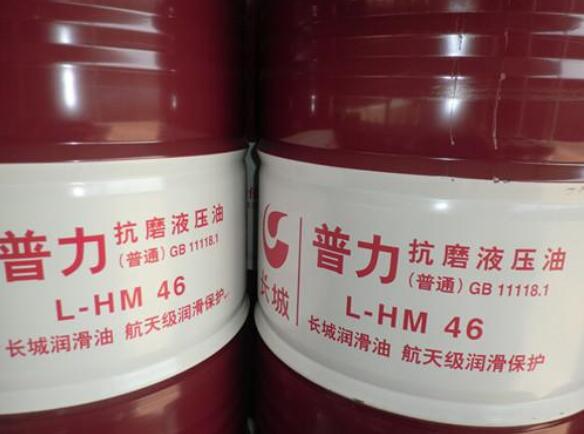 普力 抗磨液压油
(普通) GB 11118.1
L-HM 46
长城润滑油 航天级润滑保护
长城
普力 抗磨液压油
(普通) GB 11118.1
L-HM 46
长城润滑油 航天级润滑保护